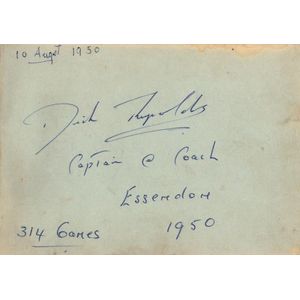 10 August 1950
Dick Reynolds
Captain @ Coach
Essendon
314 Games 1950